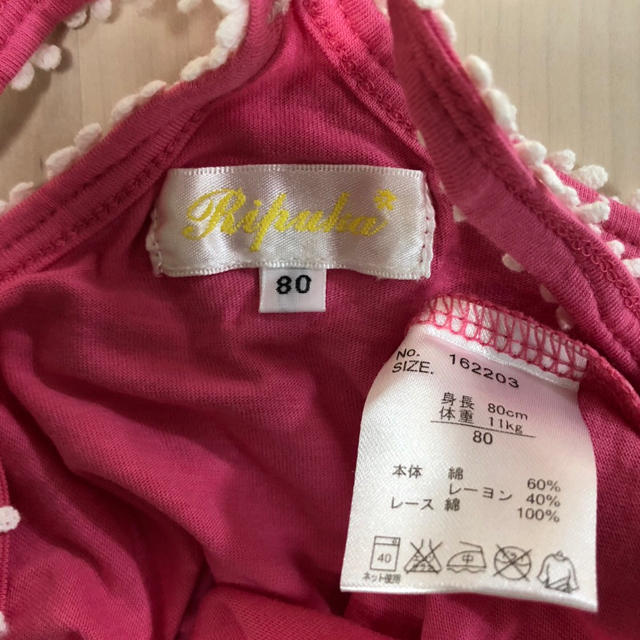 Ripuka
80
No. 162203
SIZE.
身長 80cm
体重 11kg
80
本体 綿 60%
レーヨン 40%
レース 綿 100%
40
中
ネット使用